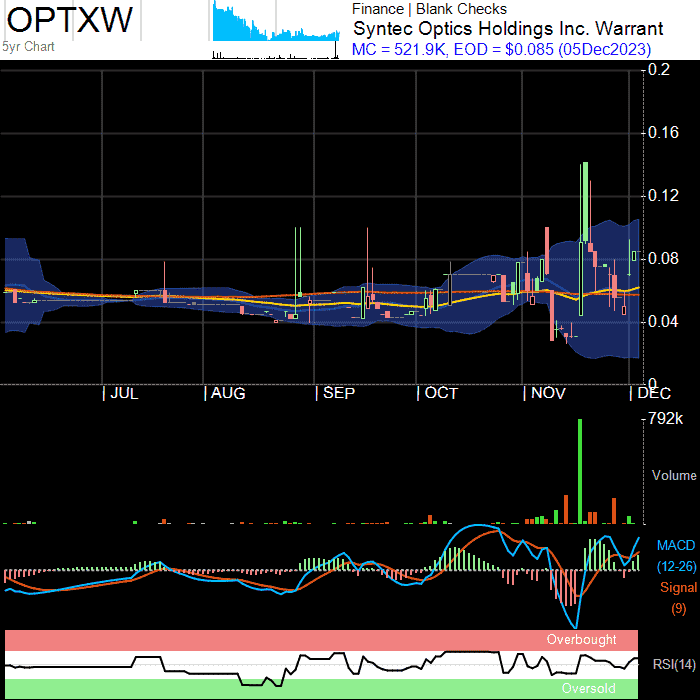 OPTXW
5yr Chart
Finance | Blank Checks
Syntec Optics Holdings Inc. Warrant
MC = 521.9K, EOD = $0.085 (05Dec2023)
0.2
0.16
0.12
0.08
0.04
0
JUL AUG SEP OCT NOV DEC
792k
Volume
MACD
(12-26)
Signal
(9)
Overbought
RSI(14)
Oversold